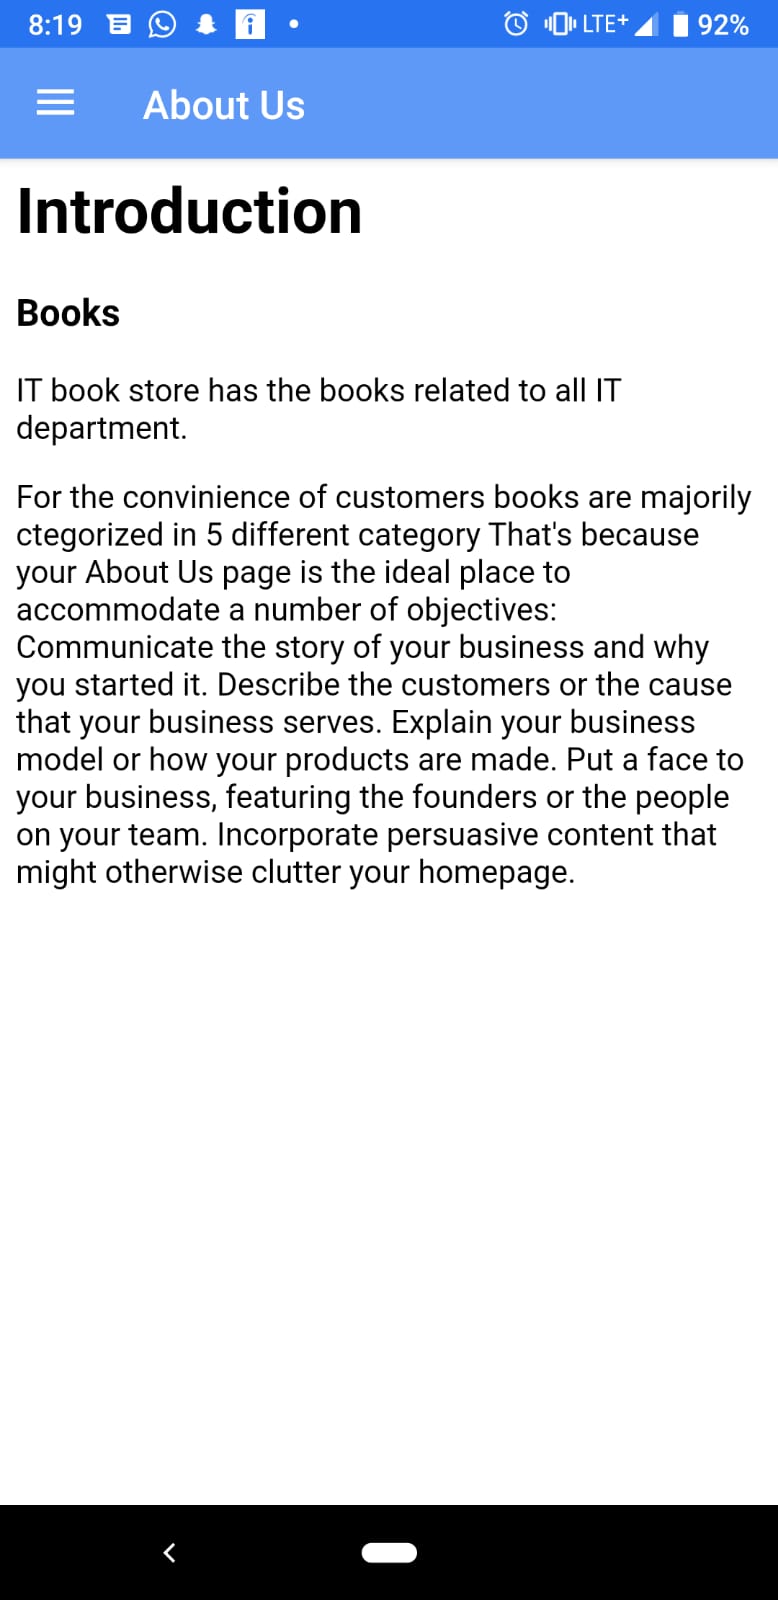 8:19 LTE+ 92%
About Us
Introduction
Books
IT book store has the books related to all IT
department.
For the convinience of customers books are majorily
ctegorized in 5 different category That's because
your About Us page is the ideal place to
accommodate a number of objectives:
Communicate the story of your business and why
you started it. Describe the customers or the cause
that your business serves. Explain your business
model or how your products are made. Put a face to
your business, featuring the founders or the people
on your team. Incorporate persuasive content that
might otherwise clutter your homepage.